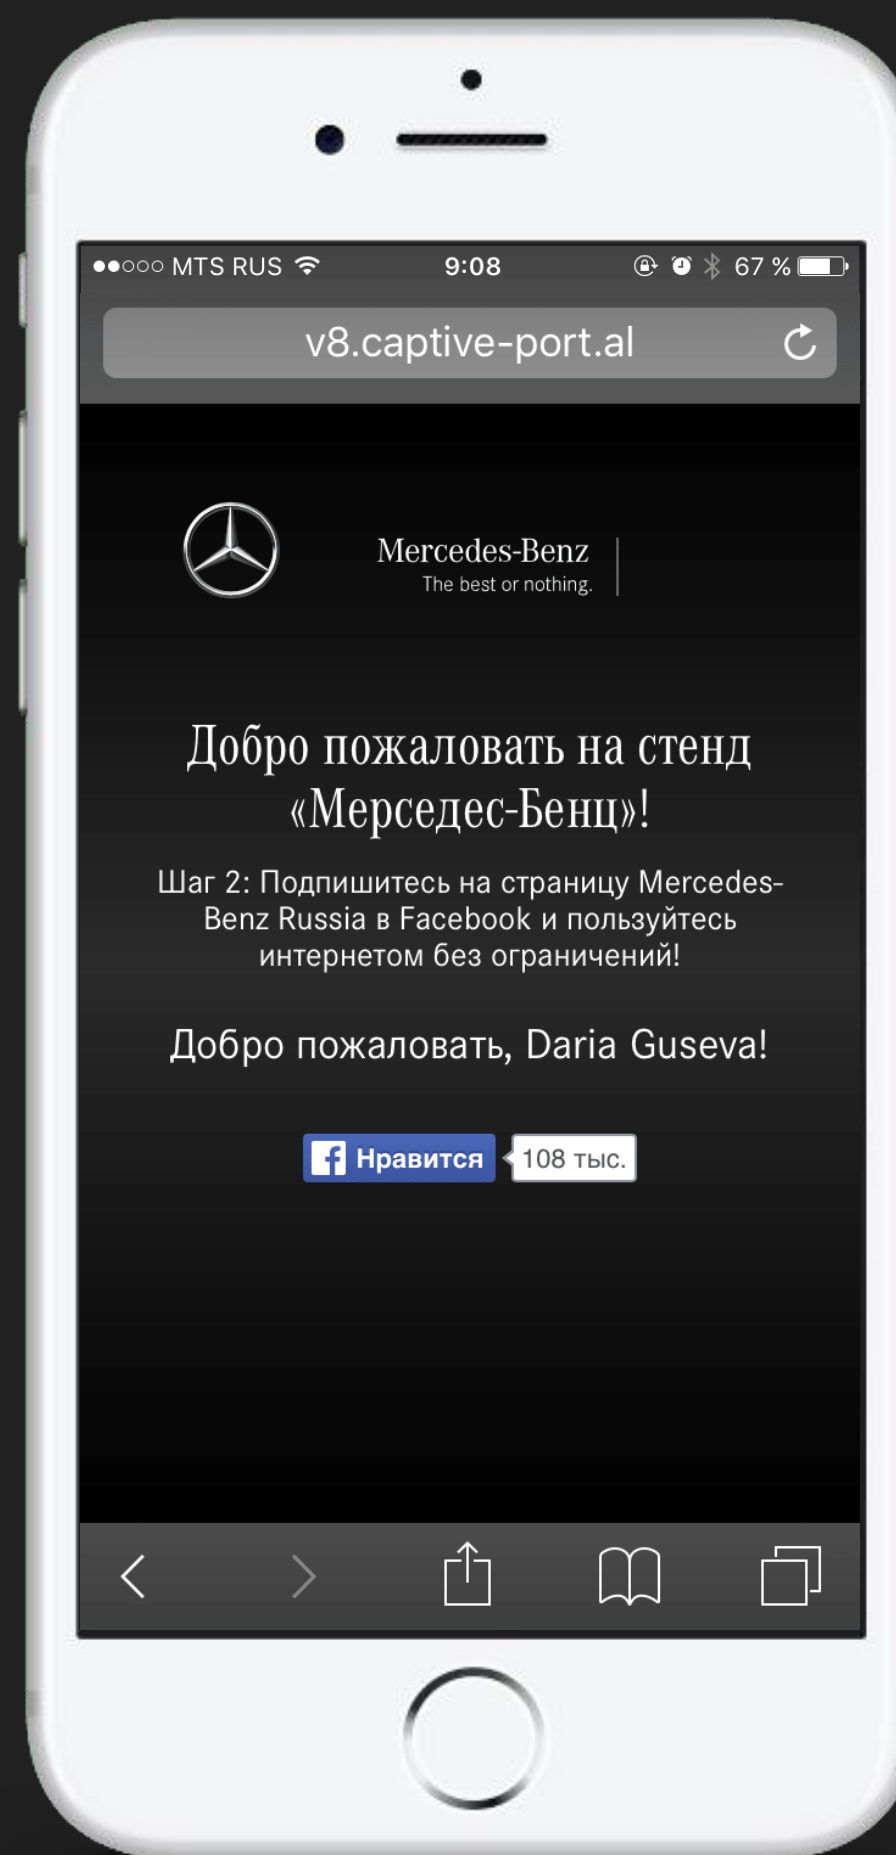 MTS RUS 9:08 67 %
v8.captive-port.al
Mercedes-Benz
The best or nothing.
Добро пожаловать на стенд
«Мерседес-Бенц»!
Шаг 2: Подпишитесь на страницу Mercedes-
Benz Russia в Facebook и пользуйтесь
интернетом без ограничений!
Добро пожаловать, Daria Guseva!
f Нравится 108 тыс.